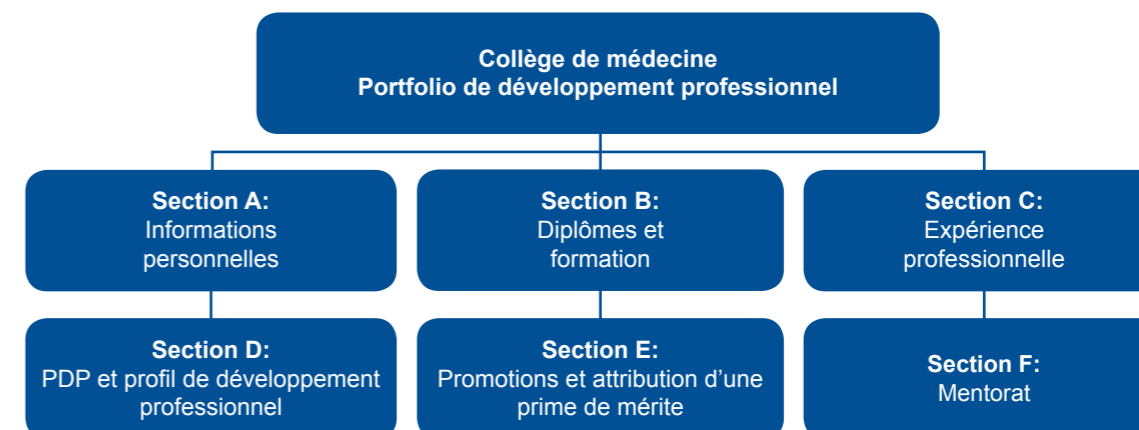 Collège de médecine
Portfolio de développement professionnel
Section A:
Informations
personnelles
Section B:
Diplômes et
formation
Section C:
Expérience
professionnelle
Section D:
PDP et profil de développement
professionnel
Section E:
Promotions et attribution d’une
prime de mérite
Section F:
Mentorat